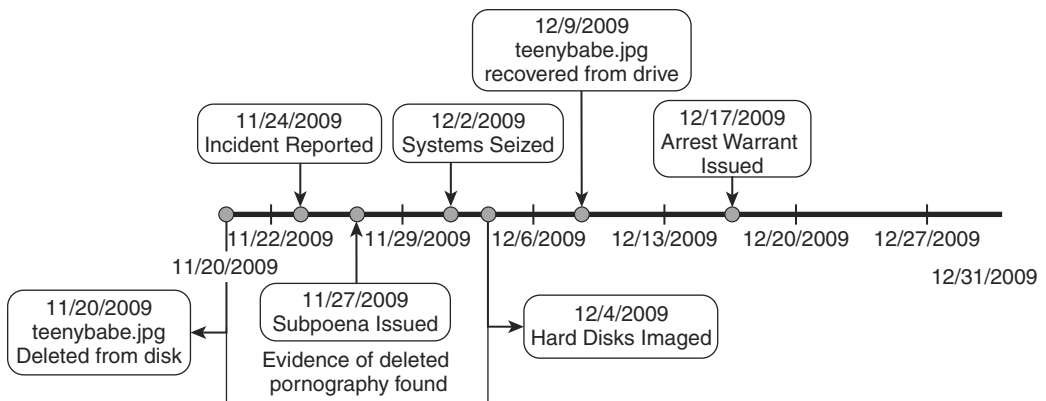 12/9/2009
teenybabe.jpg
recovered from drive
11/24/2009
Incident Reported
12/2/2009
Systems Seized
12/17/2009
Arrest Warrant
Issued
11/22/2009
11/29/2009
12/6/2009
12/13/2009
12/20/2009
12/27/2009
11/20/2009
12/31/2009
11/20/2009
teenybabe.jpg
Deleted from disk
11/27/2009
Subpoena Issued
12/4/2009
Hard Disks Imaged
Evidence of deleted
pornography found